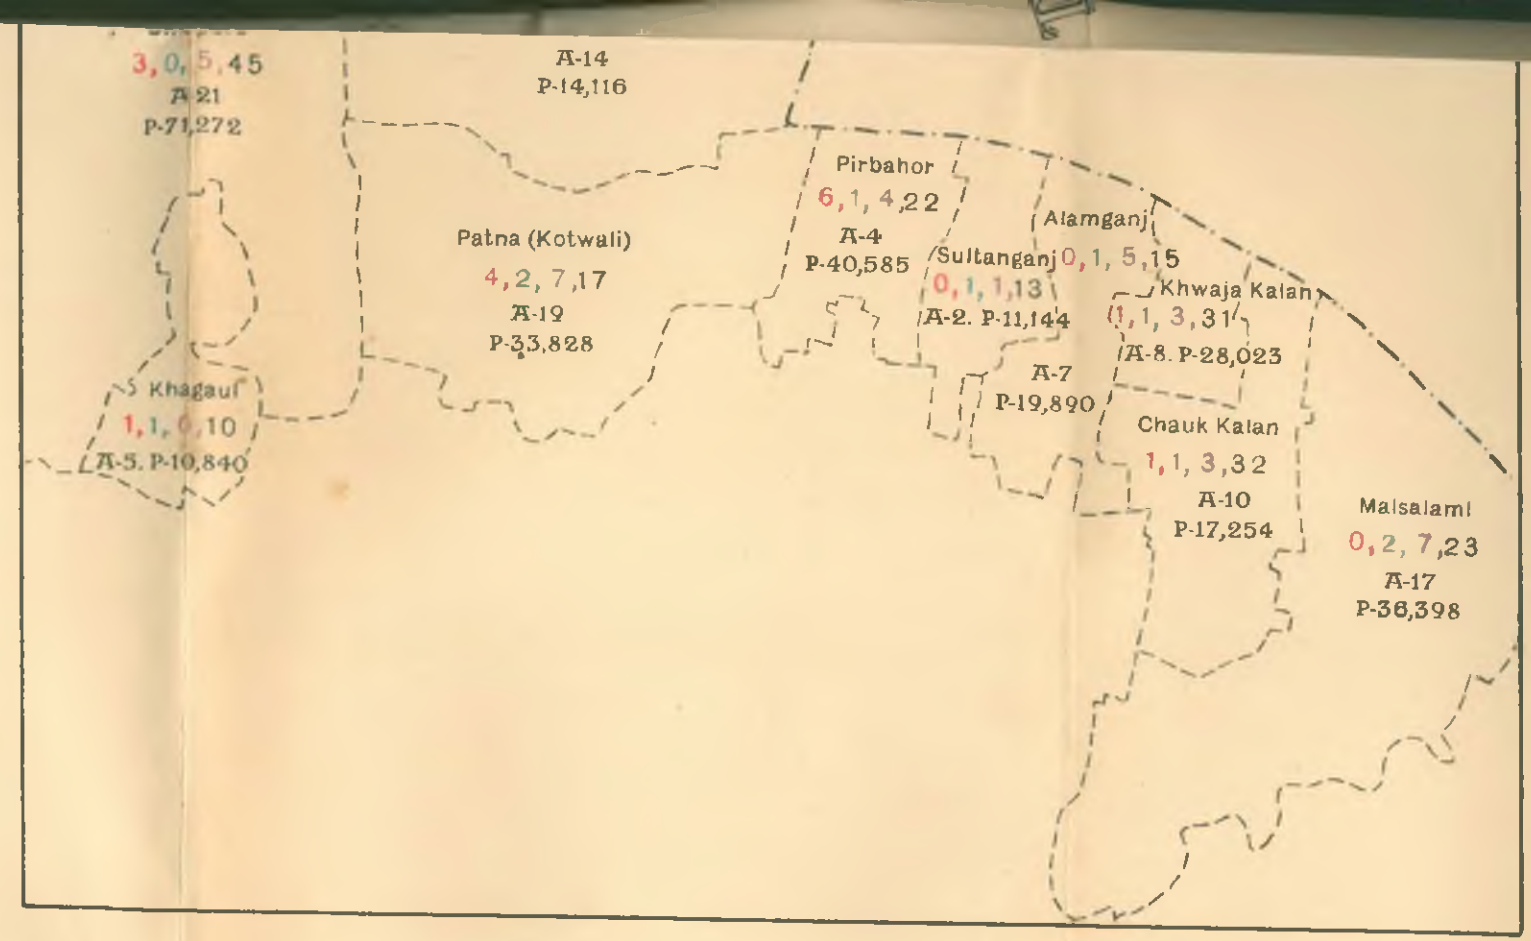 3, 0, 5, 45
A-21
P-71,272
A-14
P-14,116
Patna (Kotwali)
4, 2, 7, 17
A-19
P-33,828
Pirbahor
6, 1, 4, 22
A-4
P-40,585
Sultanganj
0, 1, 1, 13
A-2. P-11,144
Alamganj
0, 1, 5, 15
A-7
P-19,890
Khwaja Kalan
1, 1, 3, 31
A-8. P-28,023
Chauk Kalan
1, 1, 3, 32
A-10
P-17,254
Malsalami
0, 2, 7, 23
A-17
P-36,398
Khagaul
1, 1, 0, 10
A-5. P-10,840